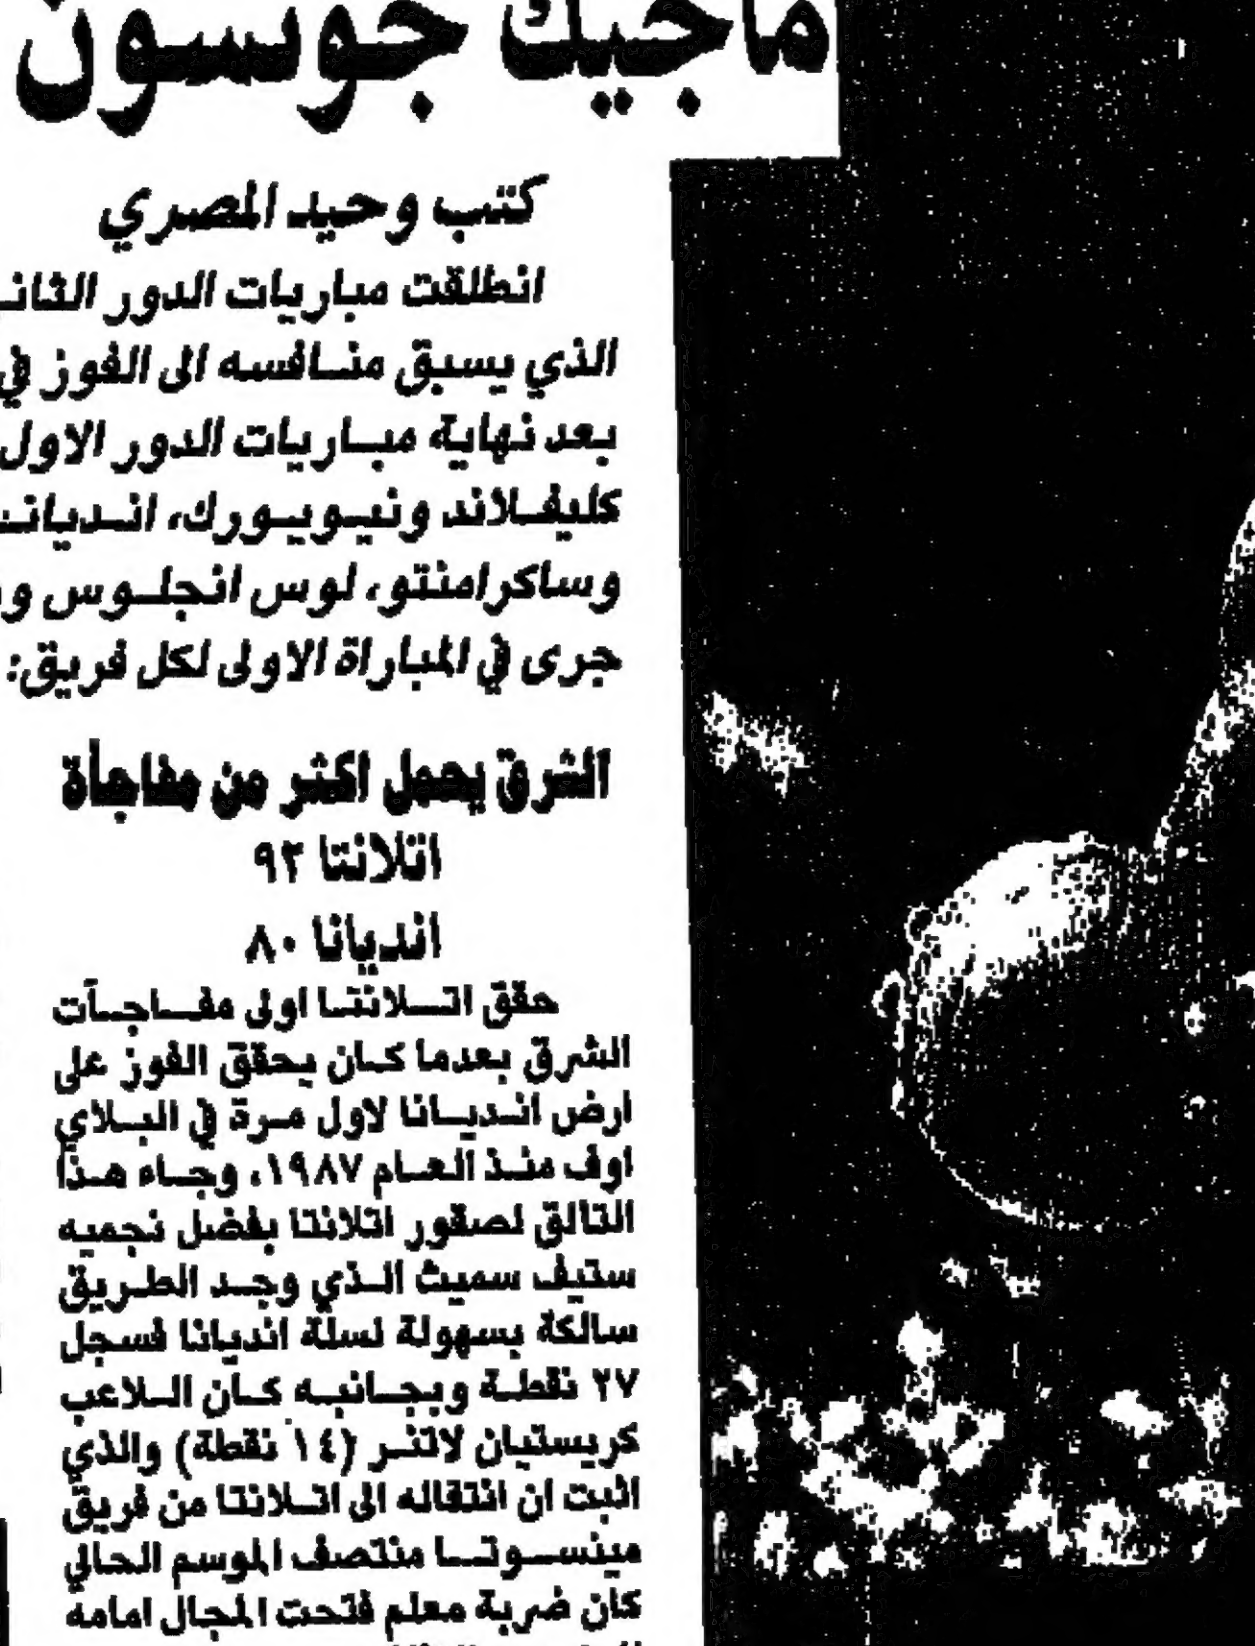 ماجيك جونسون
كتب وحيد المصري
انطلقت مباريات الدور
الذي يسبق منافسه الى الفوز في
بعد نهاية مباريات الدور الاول
كليفلاند ونيويورك،
وساكرامنتو، لوس انجلوس
جرى في المباراة الاولى لكل فريق:
الشرق يحمل اكثر من مفاجأة
اتلانتا ٩٢
انديانا ٨٠
حقق اتلانتا اولى مفاجآت
الشرق بعدما كان يحقق الفوز على
ارض انديانا لاول مرة في البلاي
اوف منذ العام ١٩٨٧، وجاء هذا
التالق لصقور اتلانتا بفضل نجميه
ستيف سميث الذي وجد الطريق
سالكة بسهولة لسلة انديانا فسجل
٢٧ نقطة وبجانبه كان اللاعب
كريستيان لاتنر (١٤ نقطة) والذي
اثبت ان انتقاله الى اتلانتا من فريق
مينسوتا منتصف الموسم الحالي
كان ضربة معلم فتحت المجال امامه